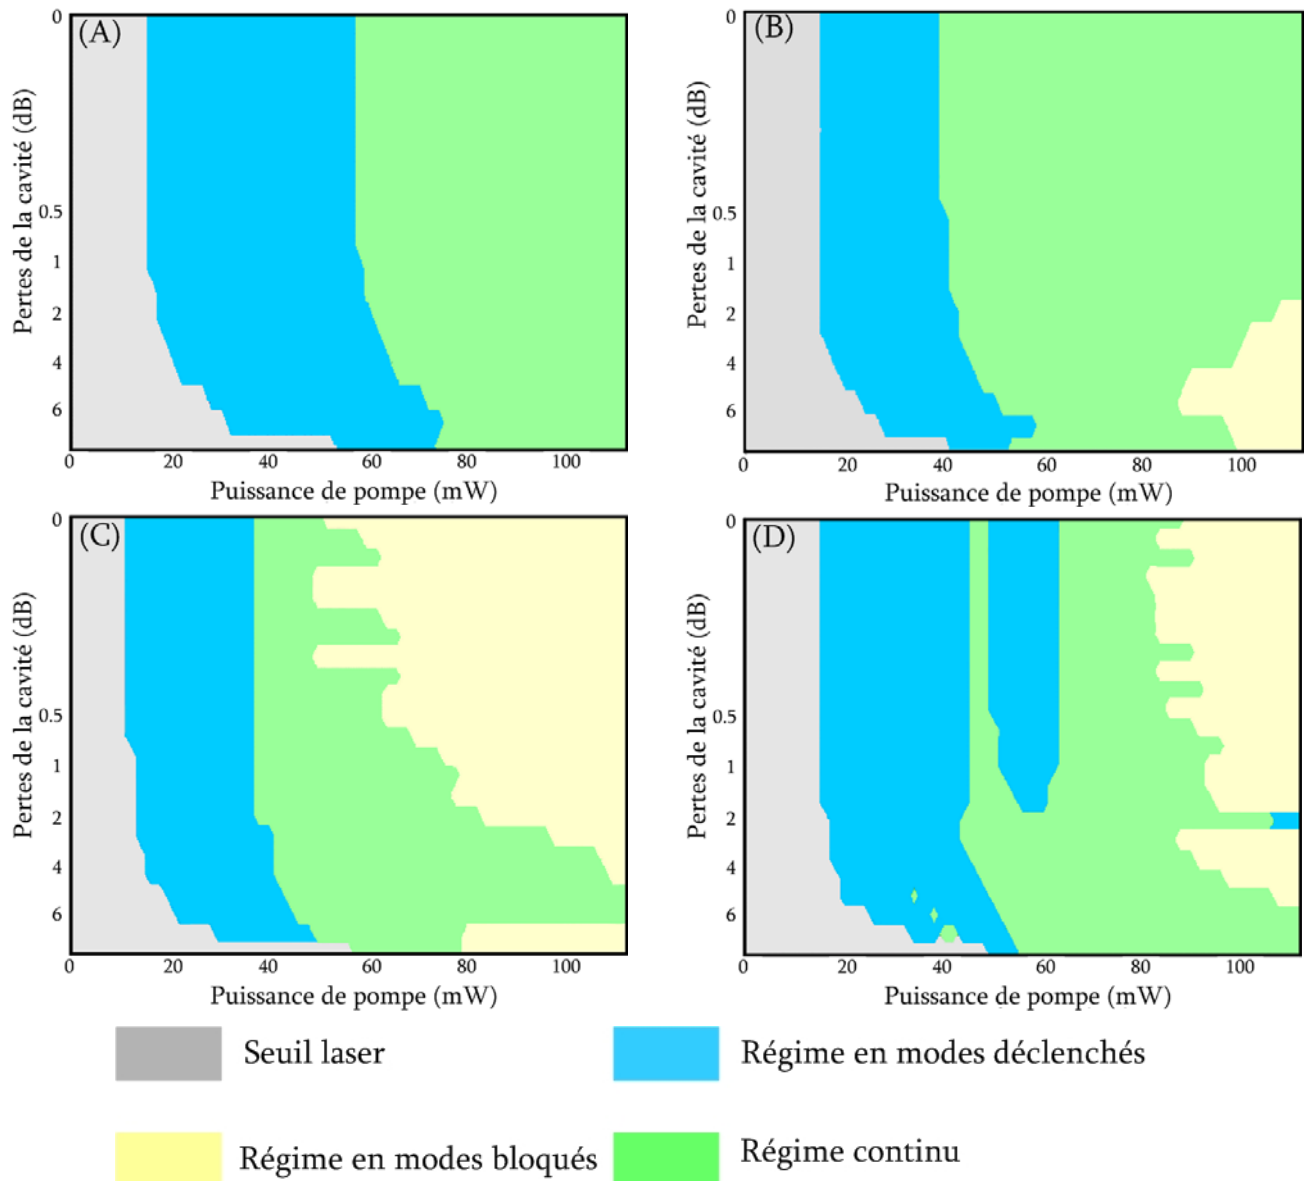 (A)
Pertes de la cavité (dB)
0
0.5
1
2
4
6
0 20 40 60 80 100
Puissance de pompe (mW)
(B)
Pertes de la cavité (dB)
0
0.5
1
2
4
6
0 20 40 60 80 100
Puissance de pompe (mW)
(C)
Pertes de la cavité (dB)
0
0.5
1
2
4
6
0 20 40 60 80 100
Puissance de pompe (mW)
(D)
Pertes de la cavité (dB)
0
0.5
1
2
4
6
0 20 40 60 80 100
Puissance de pompe (mW)
Seuil laser
Régime en modes déclenchés
Régime en modes bloqués
Régime continu